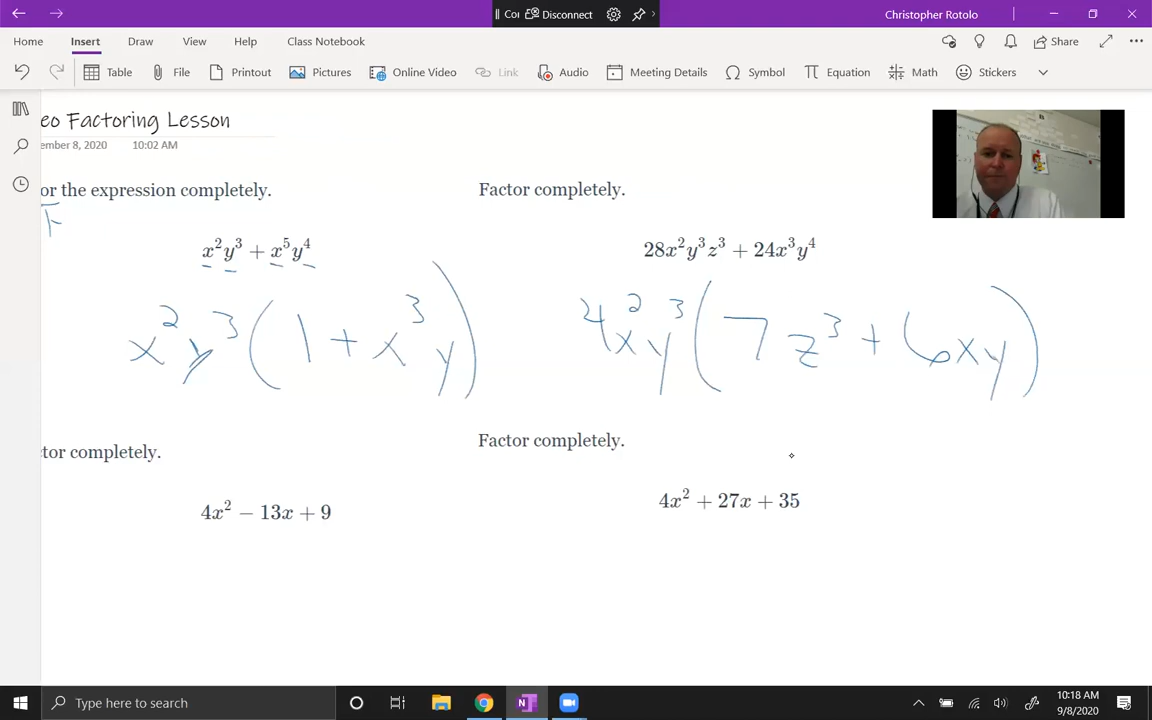 Disconnect
Christopher Rotolo
Home Insert Draw View Help Class Notebook Share
Table File Printout Pictures Online Video Link Audio Meeting Details Symbol Equation Math Stickers
eo Factoring Lesson
ember 8, 2020 10:02 AM
or the expression completely.
x²y³ + x⁵y⁴
x²y³(1 + x³y)
Factor completely.
28x²y³z³ + 24x³y⁴
4x²y³(7z³ + 6xy)
ctor completely.
4x² − 13x + 9
Factor completely.
4x² + 27x + 35
Type here to search
10:18 AM
9/8/2020